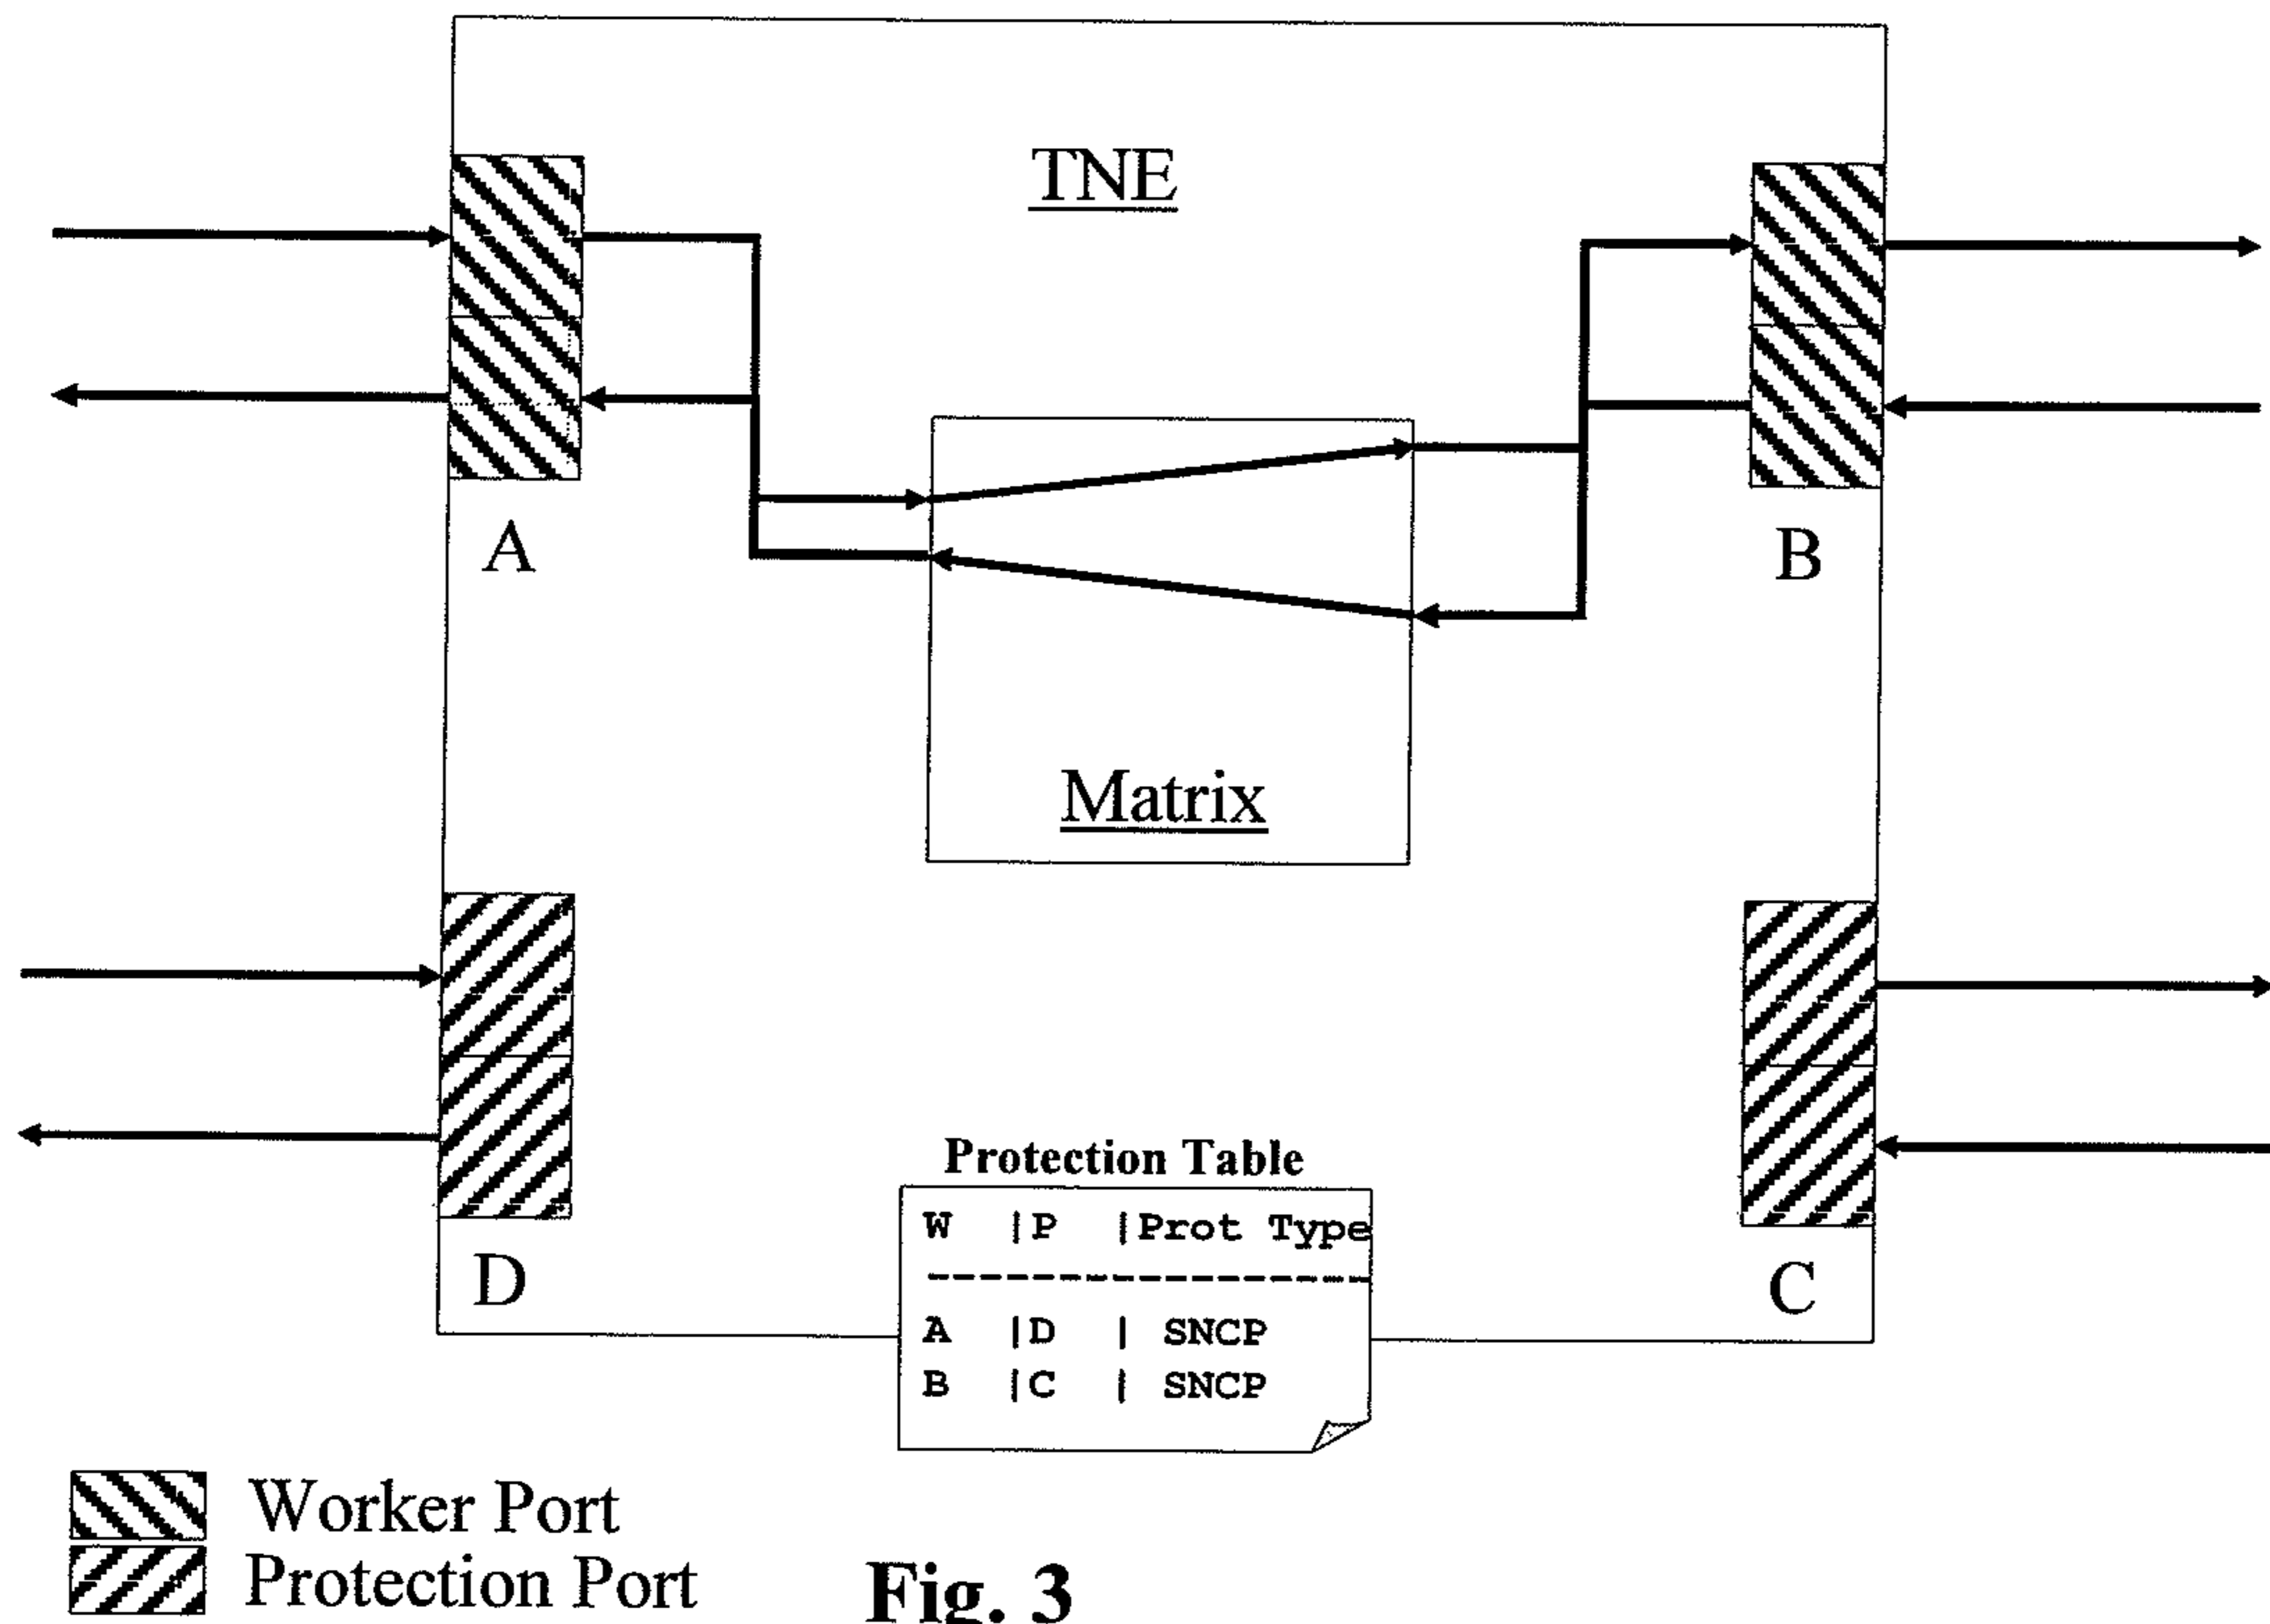 TNE
A
B
Matrix
D
C
Protection Table
W |P |Prot Type
----------------
A |D | SNCP
B |C | SNCP
Worker Port
Protection Port
Fig. 3